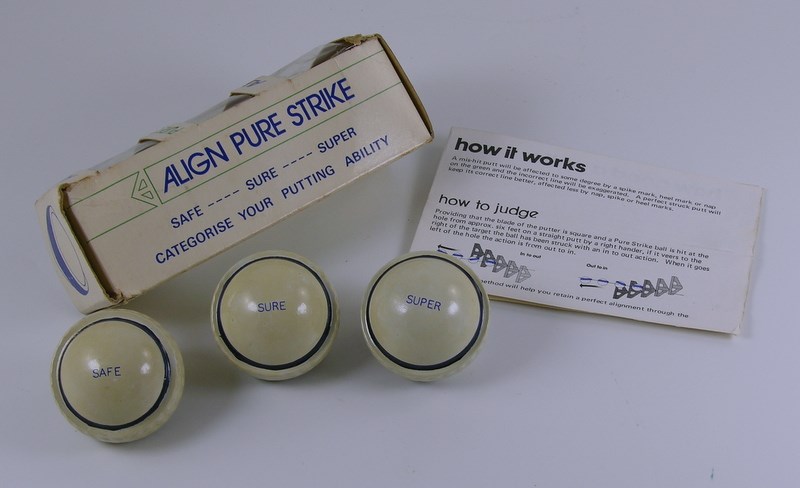 ALIGN PURE STRIKE
SAFE ---- SURE ---- SUPER
CATEGORISE YOUR PUTTING ABILITY
SAFE
SURE
SUPER
how it works
A mis-hit putt will be affected to some degree by a spike mark, heel mark or nap
on the green and the incorrect line will be exaggerated. A perfect struck putt will
keep its correct line better, affected less by nap, spike or heel marks.
how to judge
Providing that the blade of the putter is square and a Pure Strike ball is hit at the
hole from approx. six feet on a straight putt by a right hander, if it veers to the
right of the target the ball has been struck with an in to out action. When it goes
left of the hole the action is from out to in.
In to out
Out to in
method will help you retain a perfect alignment through the